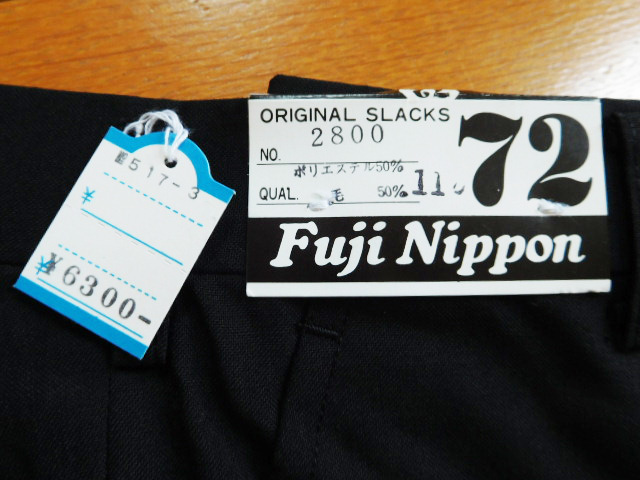 517-3
¥
¥6300-
ORIGINAL SLACKS
NO. 2800
ポリエステル50%
QUAL. 毛 50%
11
72
Fuji Nippon